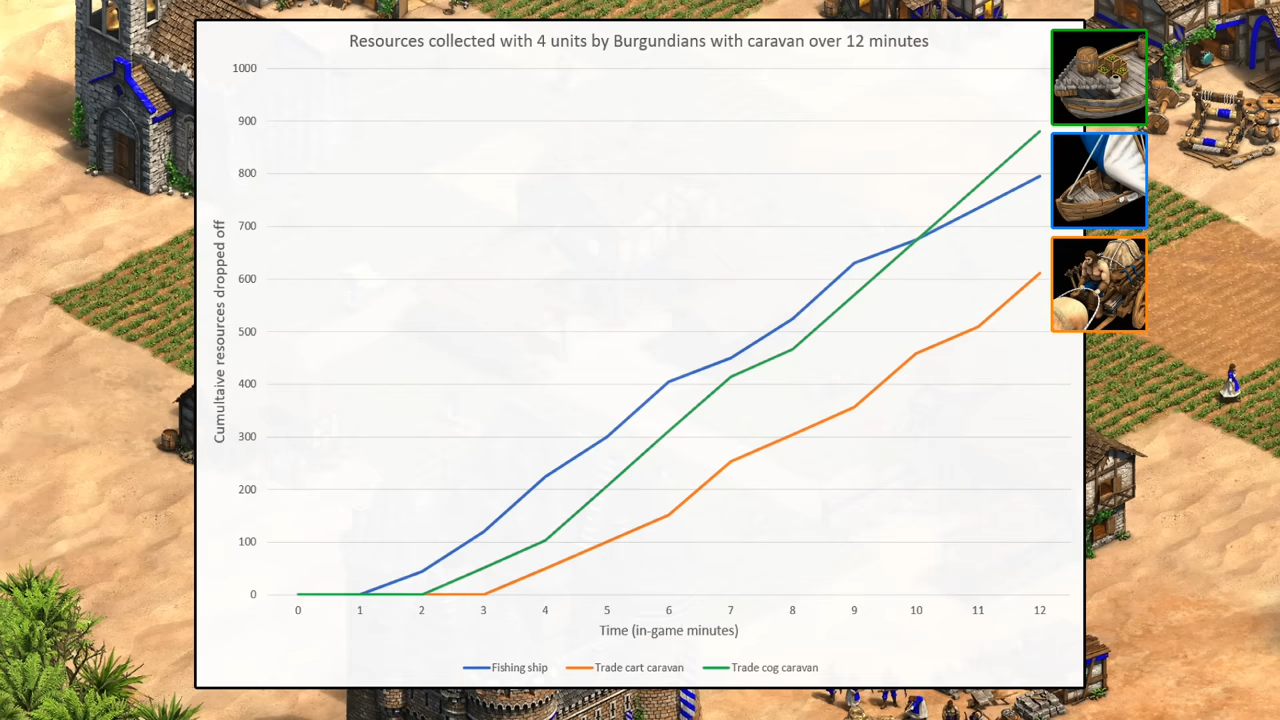 Resources collected with 4 units by Burgundians with caravan over 12 minutes
1000
900
800
700
600
500
400
300
200
100
0
Cumultaive resources dropped off
0 1 2 3 4 5 6 7 8 9 10 11 12
Time (in-game minutes)
Fishing ship Trade cart caravan Trade cog caravan